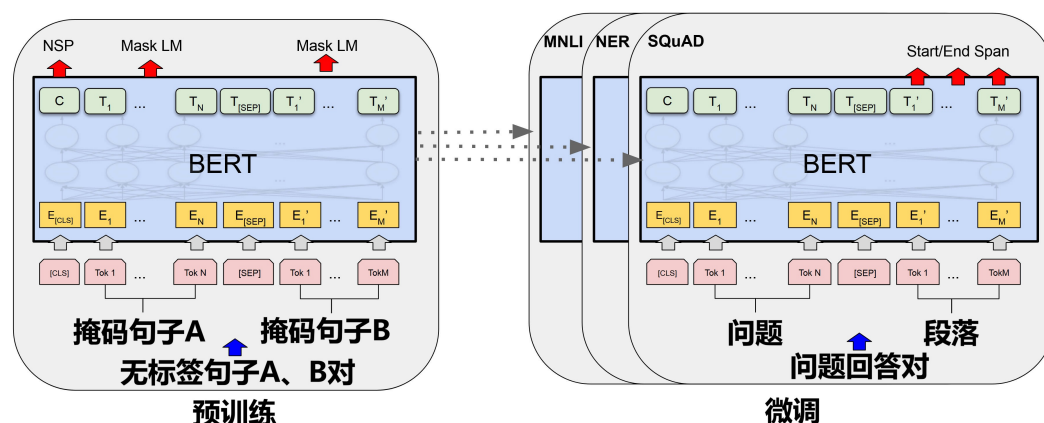 NSP Mask LM Mask LM
C T1 ... TN T[SEP] T1' ... TM'
BERT
E[CLS] E1 ... EN E[SEP] E1' ... EM'
[CLS] Tok 1 ... Tok N [SEP] Tok 1 ... TokM
掩码句子A 掩码句子B
无标签句子A、B对
预训练
MNLI NER SQuAD
Start/End Span
C T1 ... TN T[SEP] T1' ... TM'
BERT
E[CLS] E1 ... EN E[SEP] E1' ... EM'
[CLS] Tok 1 ... Tok N [SEP] Tok 1 ... TokM
问题 段落
问题回答对
微调